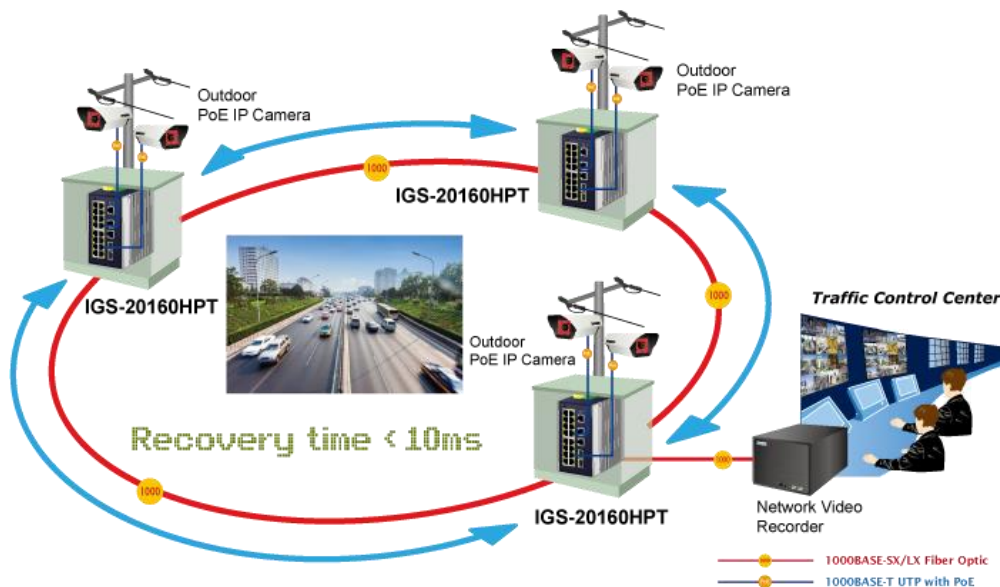 Outdoor
PoE IP Camera
1000
IGS-20160HPT
Outdoor
PoE IP Camera
IGS-20160HPT
1000
Traffic Control Center
Outdoor
PoE IP Camera
Recovery time < 10ms
1000
1000
IGS-20160HPT
Network Video
Recorder
1000BASE-SX/LX Fiber Optic
1000BASE-T UTP with PoE